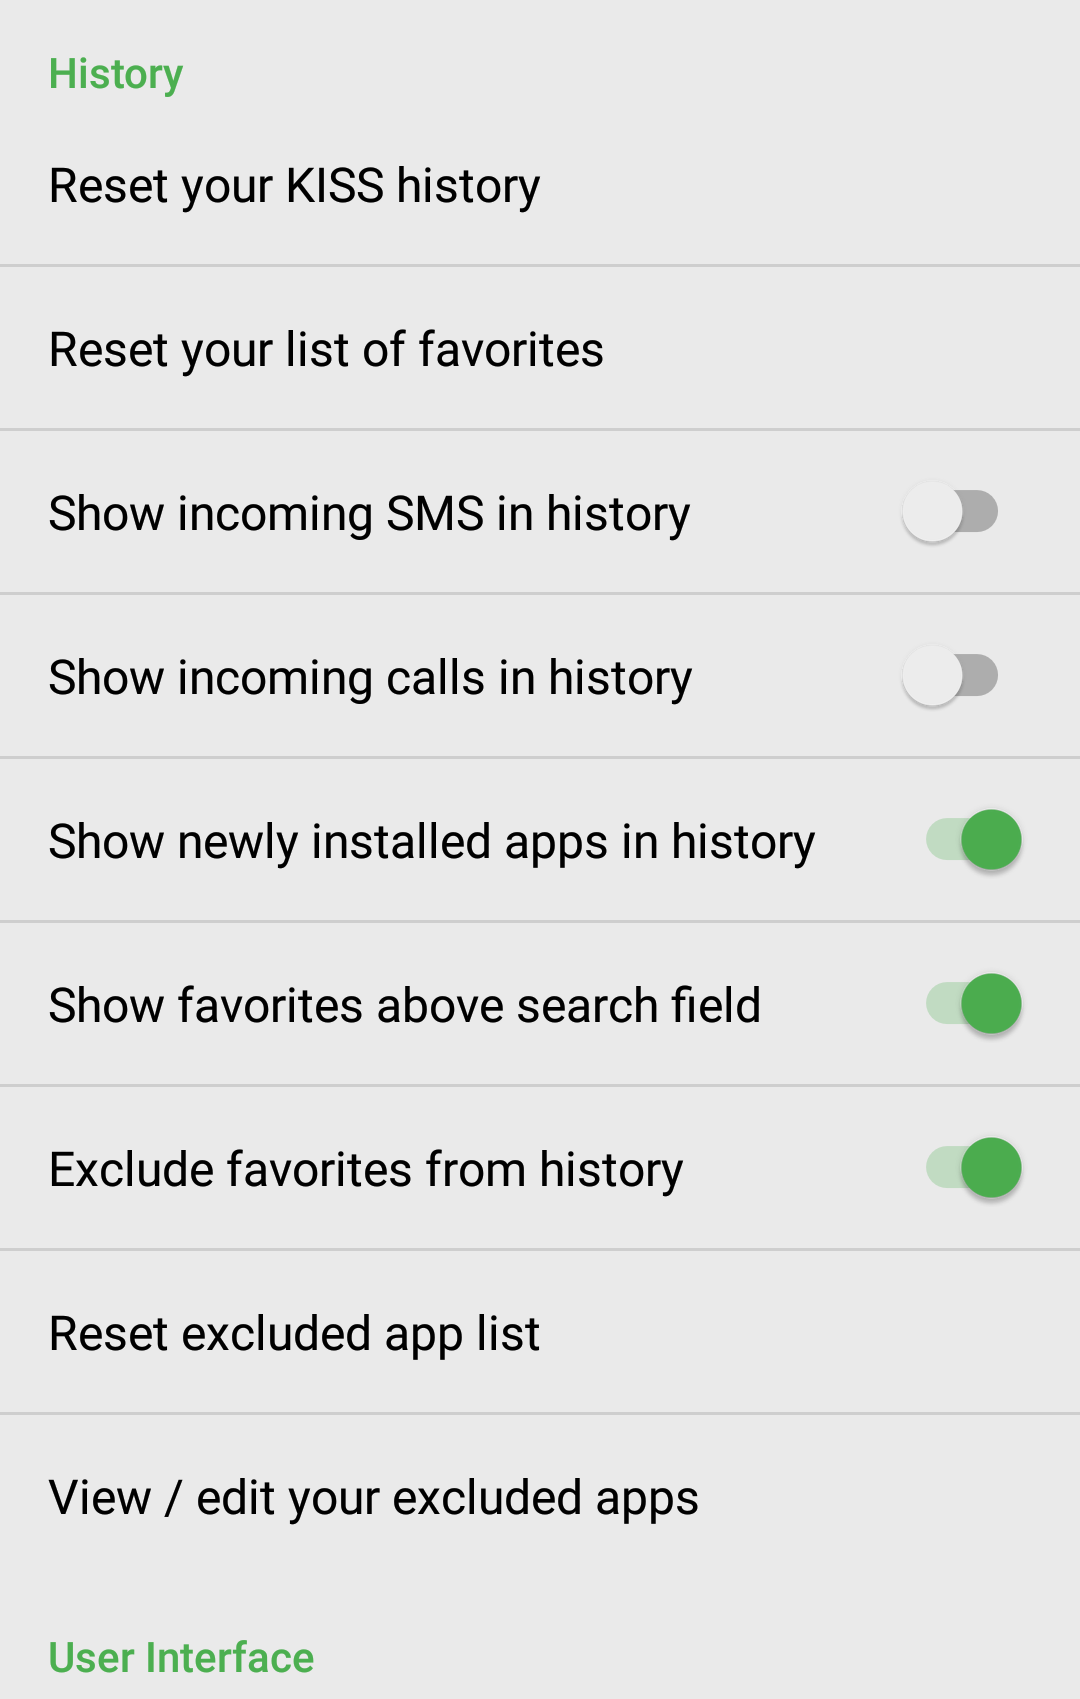 History
Reset your KISS history
Reset your list of favorites
Show incoming SMS in history
Show incoming calls in history
Show newly installed apps in history
Show favorites above search field
Exclude favorites from history
Reset excluded app list
View / edit your excluded apps
User Interface